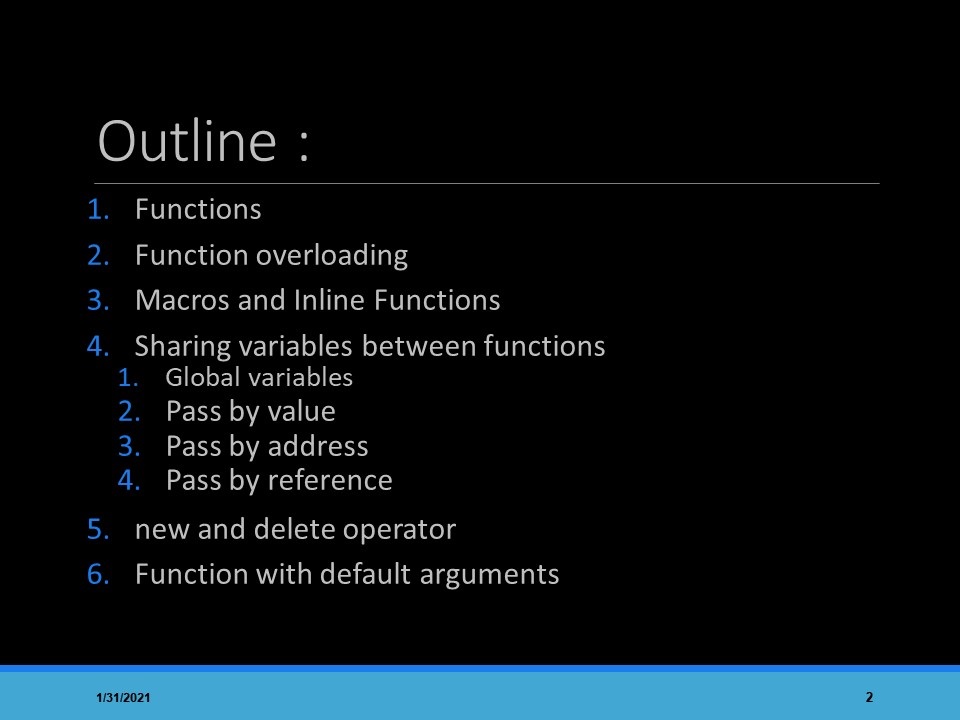 Outline :
1. Functions
2. Function overloading
3. Macros and Inline Functions
4. Sharing variables between functions
1. Global variables
2. Pass by value
3. Pass by address
4. Pass by reference
5. new and delete operator
6. Function with default arguments
1/31/2021 2